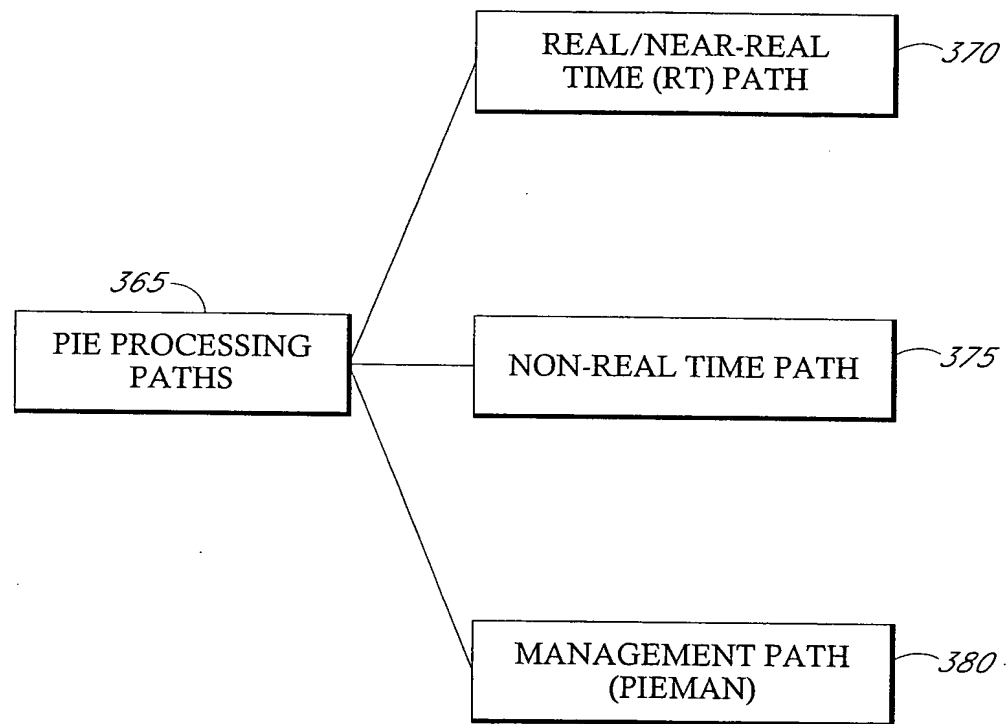 REAL/NEAR-REAL
TIME (RT) PATH
370
365
PIE PROCESSING
PATHS
NON-REAL TIME PATH
375
MANAGEMENT PATH
(PIEMAN)
380